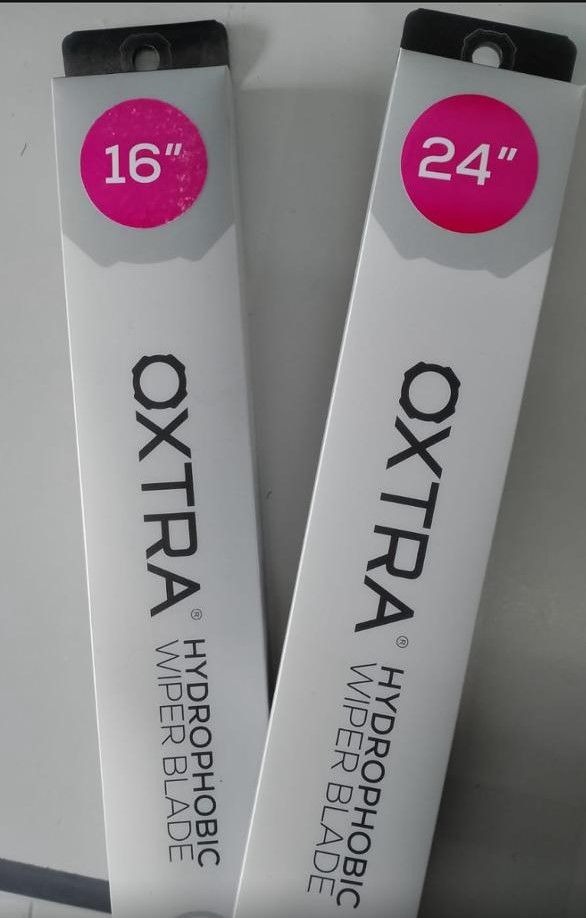 16"
OXTRA®
HYDROPHOBIC
WIPER BLADE
24"
OXTRA®
HYDROPHOBIC
WIPER BLADE